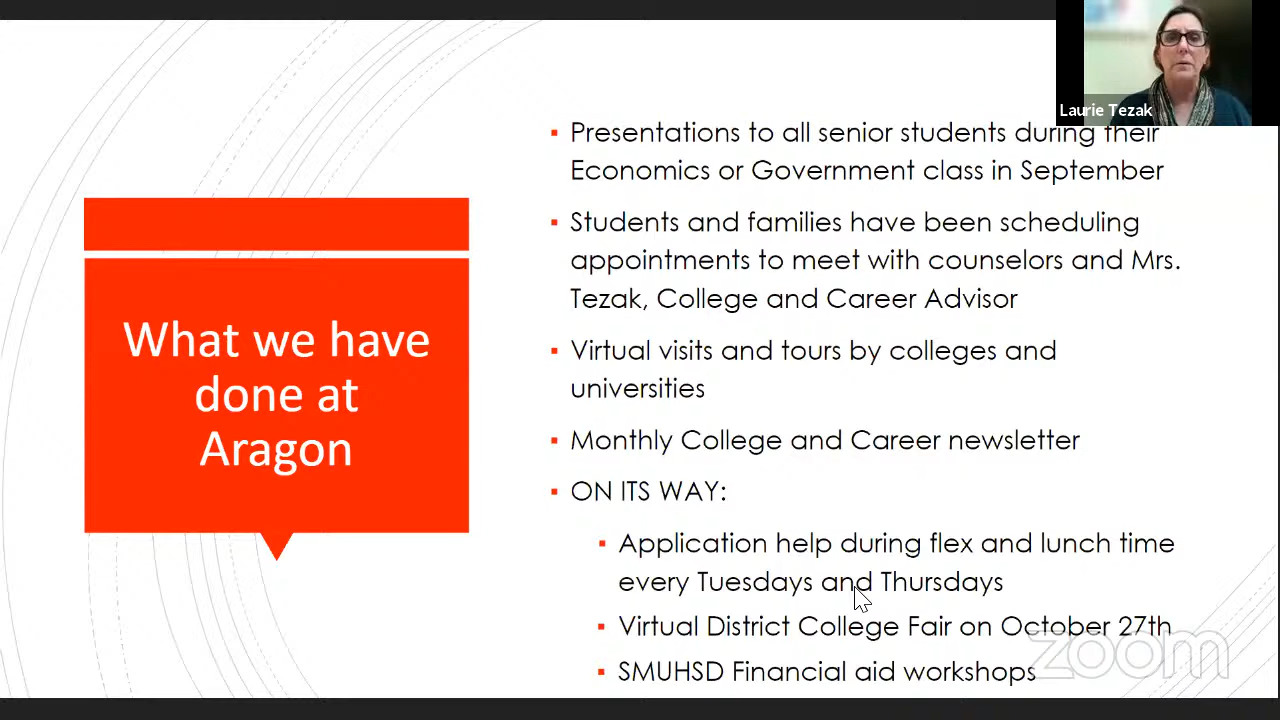 Laurie Tezak
What we have
done at
Aragon
▪ Presentations to all senior students during their
Economics or Government class in September
▪ Students and families have been scheduling
appointments to meet with counselors and Mrs.
Tezak, College and Career Advisor
▪ Virtual visits and tours by colleges and
universities
▪ Monthly College and Career newsletter
▪ ON ITS WAY:
▪ Application help during flex and lunch time
every Tuesdays and Thursdays
▪ Virtual District College Fair on October 27th
▪ SMUHSD Financial aid workshops
zoom